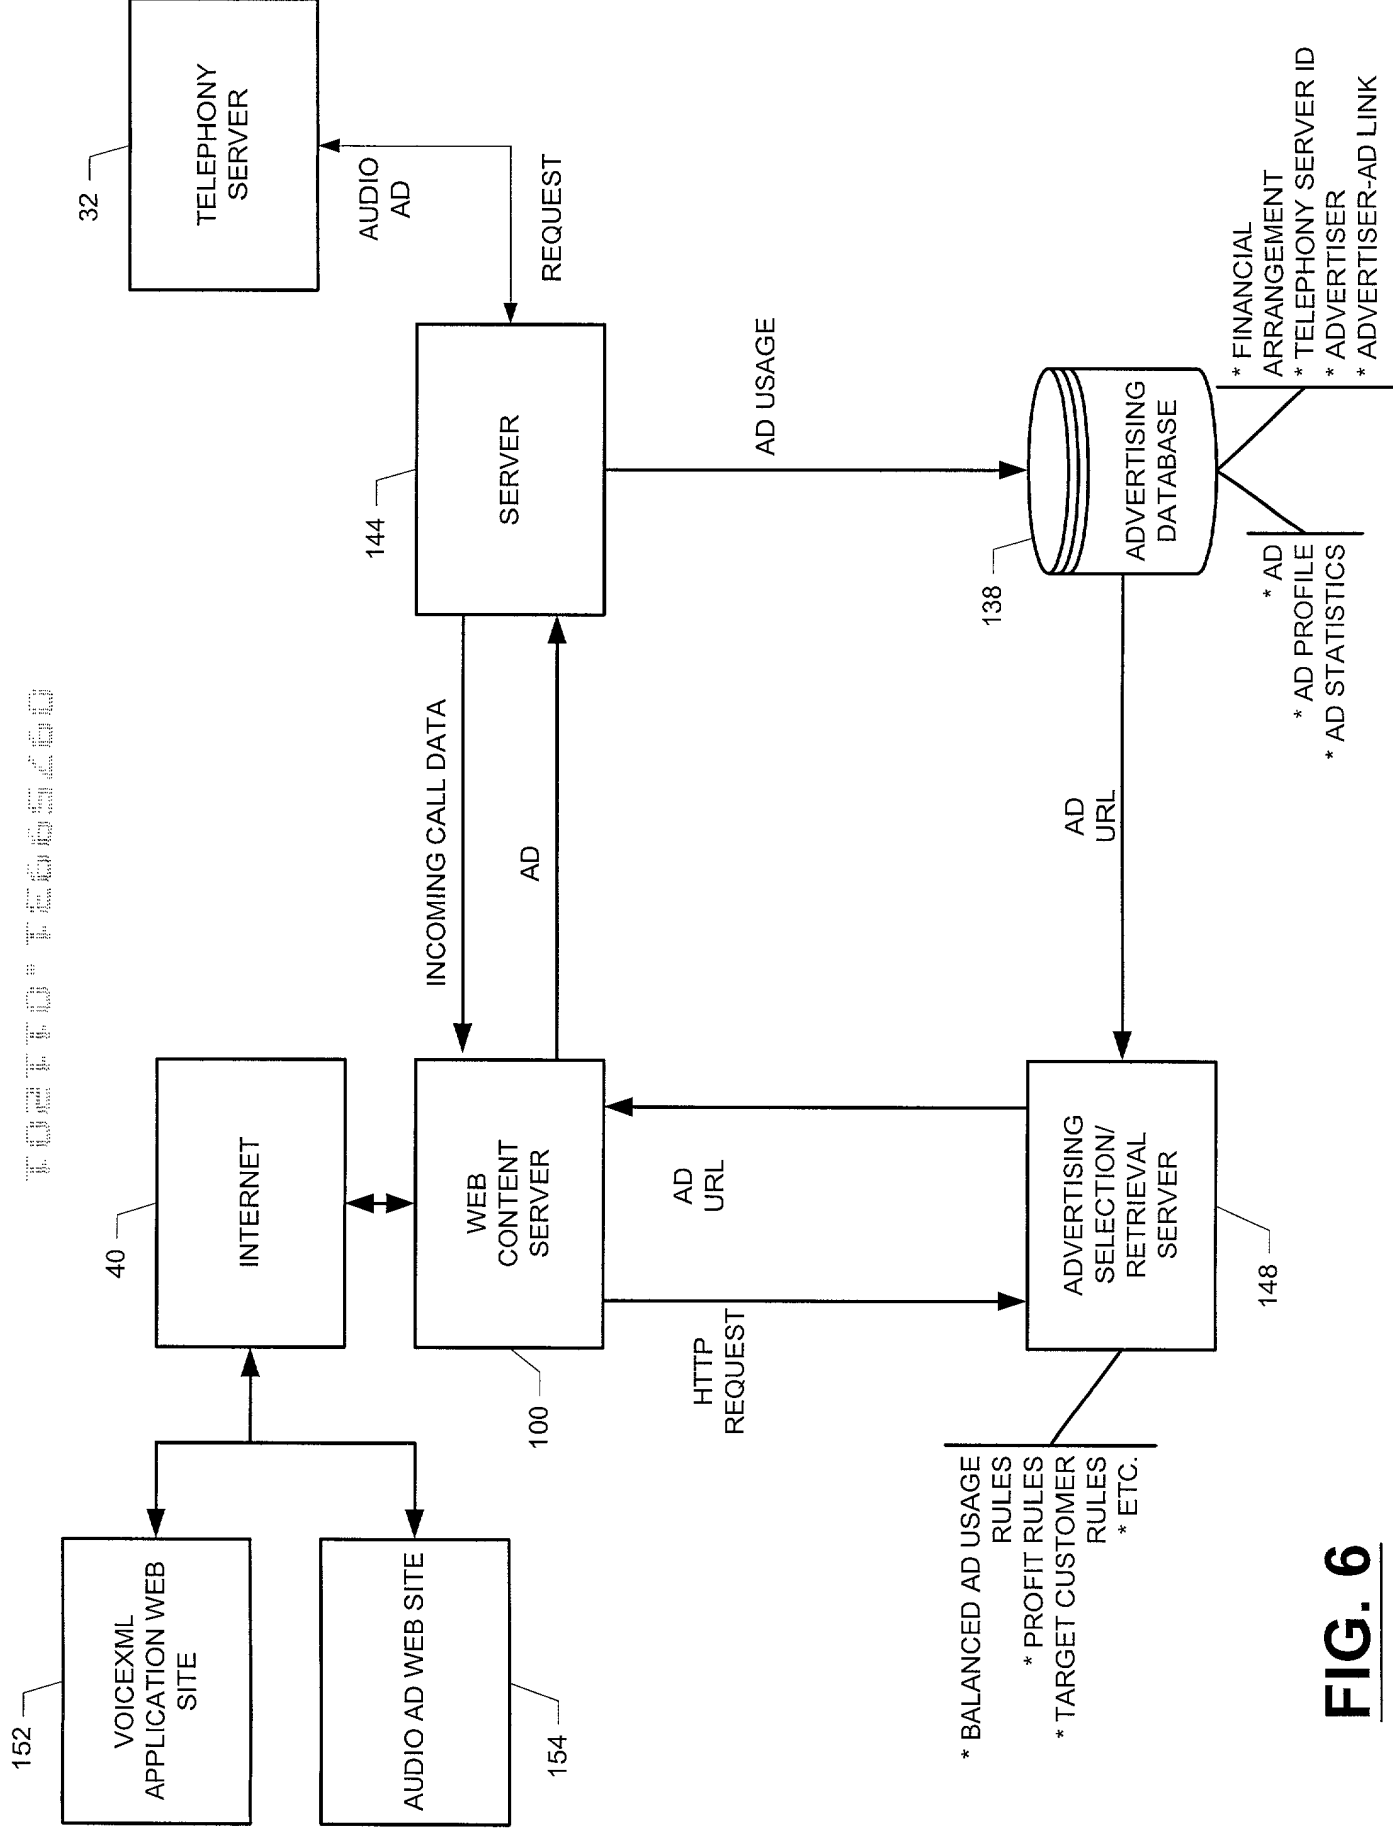 152
VOICEXML
APPLICATION WEB
SITE
AUDIO AD WEB SITE
154
40
INTERNET
WEB
CONTENT
SERVER
100
INCOMING CALL DATA
AD
144
SERVER
32
TELEPHONY
SERVER
AUDIO
AD
REQUEST
HTTP
REQUEST
AD
URL
AD USAGE
* BALANCED AD USAGE
RULES
* PROFIT RULES
* TARGET CUSTOMER
RULES
* ETC.
ADVERTISING
SELECTION/
RETRIEVAL
SERVER
148
AD
URL
138
ADVERTISING
DATABASE
* AD
* AD PROFILE
* AD STATISTICS
* FINANCIAL
ARRANGEMENT
* TELEPHONY SERVER ID
* ADVERTISER
* ADVERTISER-AD LINK
FIG. 6